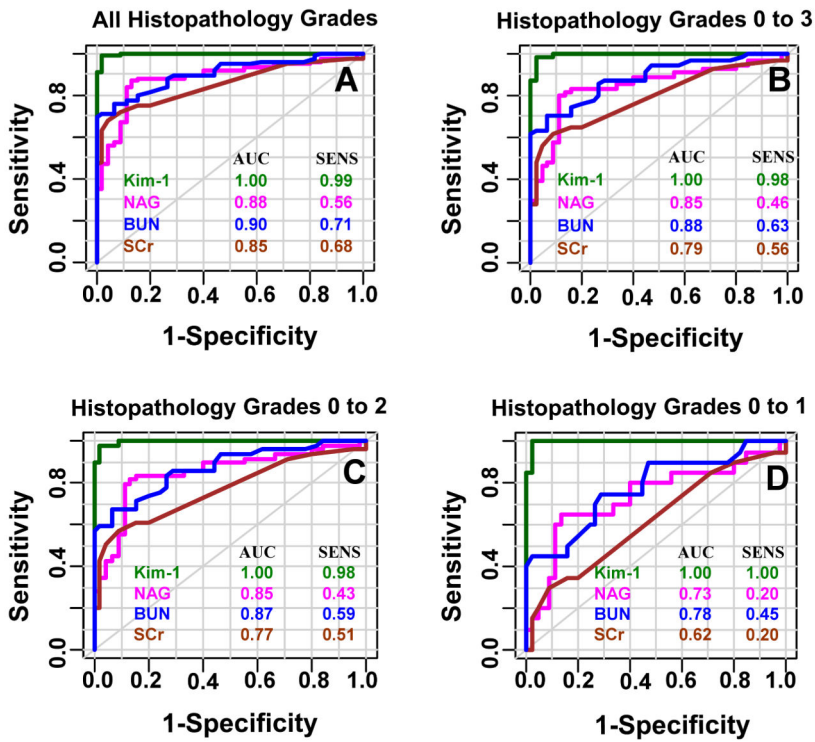 All Histopathology Grades
A
AUC SENS
Kim-1 1.00 0.99
NAG 0.88 0.56
BUN 0.90 0.71
SCr 0.85 0.68
Sensitivity
0.0 0.4 0.8
0.0 0.2 0.4 0.6 0.8 1.0
1-Specificity
Histopathology Grades 0 to 3
B
AUC SENS
Kim-1 1.00 0.98
NAG 0.85 0.46
BUN 0.88 0.63
SCr 0.79 0.56
Sensitivity
0.0 0.4 0.8
0.0 0.2 0.4 0.6 0.8 1.0
1-Specificity
Histopathology Grades 0 to 2
C
AUC SENS
Kim-1 1.00 0.98
NAG 0.85 0.43
BUN 0.87 0.59
SCr 0.77 0.51
Sensitivity
0.0 0.4 0.8
0.0 0.2 0.4 0.6 0.8 1.0
1-Specificity
Histopathology Grades 0 to 1
D
AUC SENS
Kim-1 1.00 1.00
NAG 0.73 0.20
BUN 0.78 0.45
SCr 0.62 0.20
Sensitivity
0.0 0.4 0.8
0.0 0.2 0.4 0.6 0.8 1.0
1-Specificity